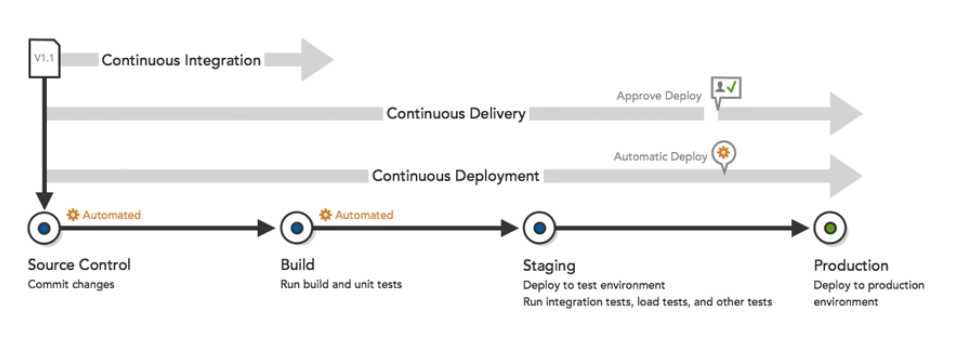 V1.1
Continuous Integration
Approve Deploy
Continuous Delivery
Automatic Deploy
Continuous Deployment
Automated
Automated
Source Control
Commit changes
Build
Run build and unit tests
Staging
Deploy to test environment
Run integration tests, load tests, and other tests
Production
Deploy to production
environment